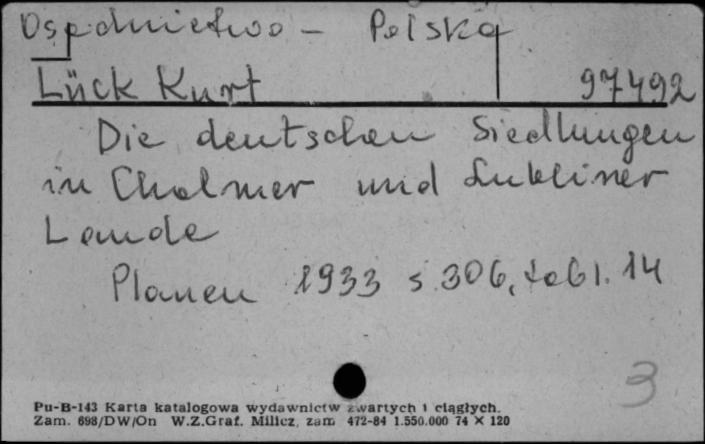 Osadnictwo - Polska
Lück Kurt 97492
Die deutschen Siedlungen
in Cholmer und Lubliner
Lande
Plauen 1933 s. 306, tabl. 14
3
Pu-B-143 Karta katalogowa wydawnictw zwartych i ciągłych.
Zam. 698/DW/On W.Z.Graf. Milicz, zam 472-84 1.550.000 74 × 120